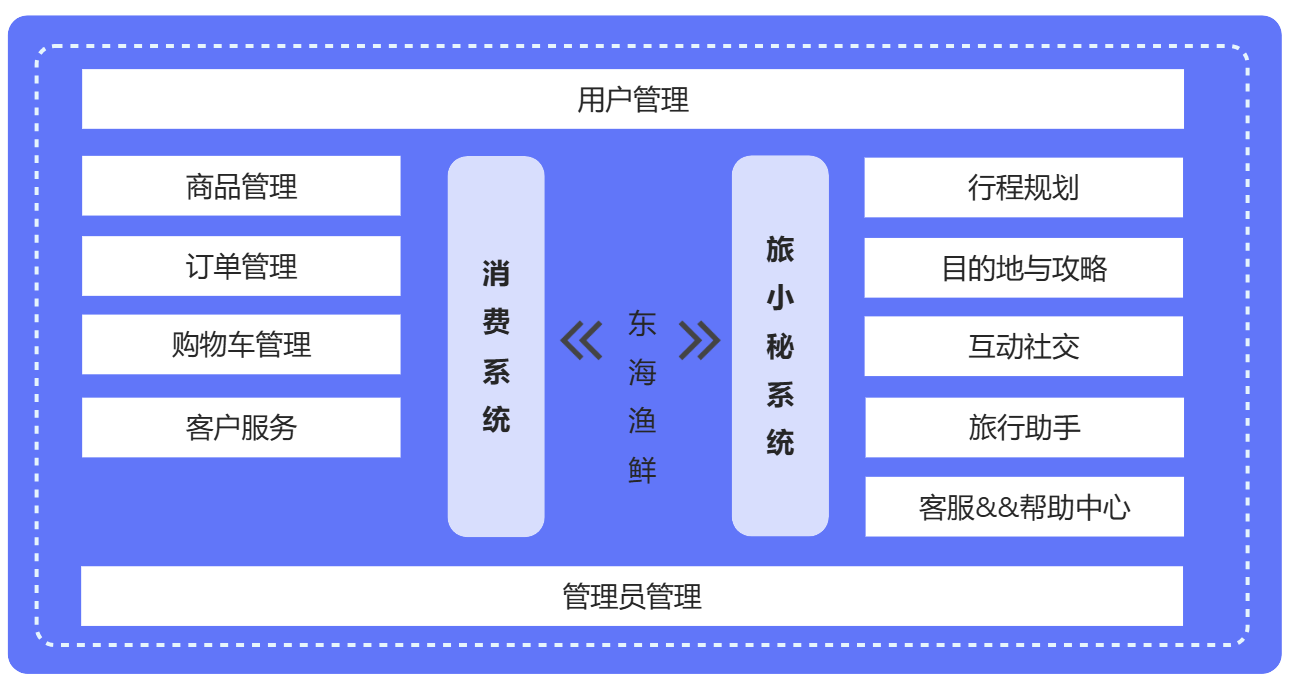 用户管理
商品管理
订单管理
购物车管理
客户服务
消费系统
东海渔鲜
旅小秘系统
行程规划
目的地与攻略
互动社交
旅行助手
客服&&帮助中心
管理员管理